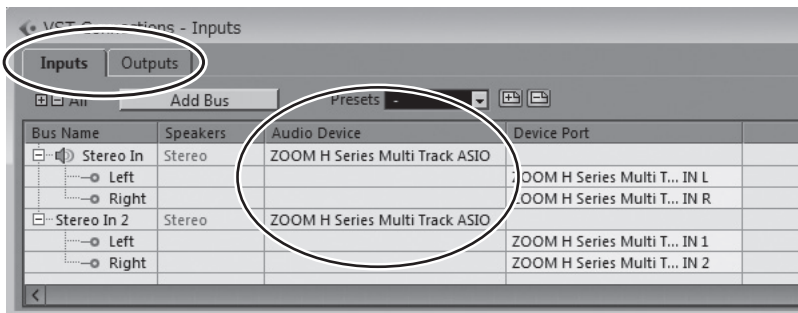 VST Connections - Inputs
Inputs Outputs
All Add Bus Presets -
Bus Name Speakers Audio Device Device Port
Stereo In Stereo ZOOM H Series Multi Track ASIO
Left ZOOM H Series Multi T... IN L
Right ZOOM H Series Multi T... IN R
Stereo In 2 Stereo ZOOM H Series Multi Track ASIO
Left ZOOM H Series Multi T... IN 1
Right ZOOM H Series Multi T... IN 2